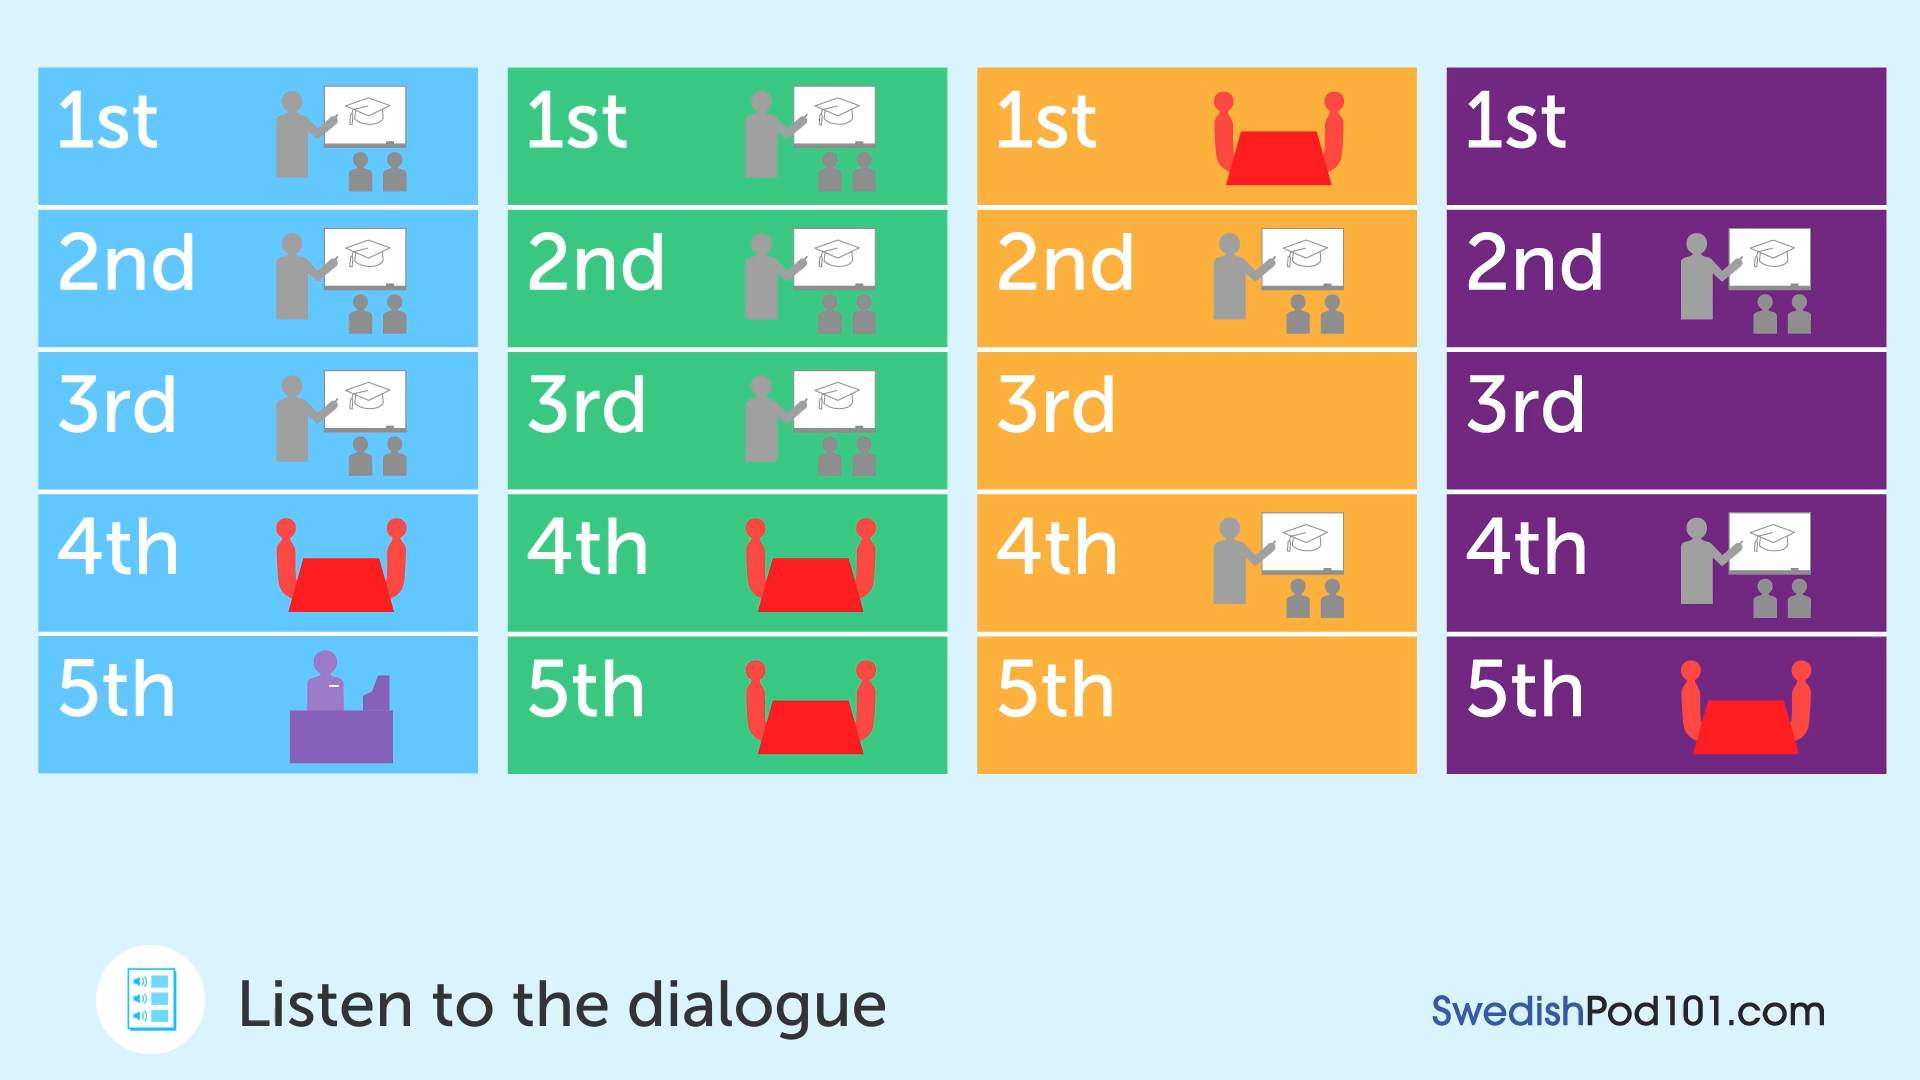 1st
2nd
3rd
4th
5th
1st
2nd
3rd
4th
5th
1st
2nd
3rd
4th
5th
1st
2nd
3rd
4th
5th
Listen to the dialogue
SwedishPod101.com